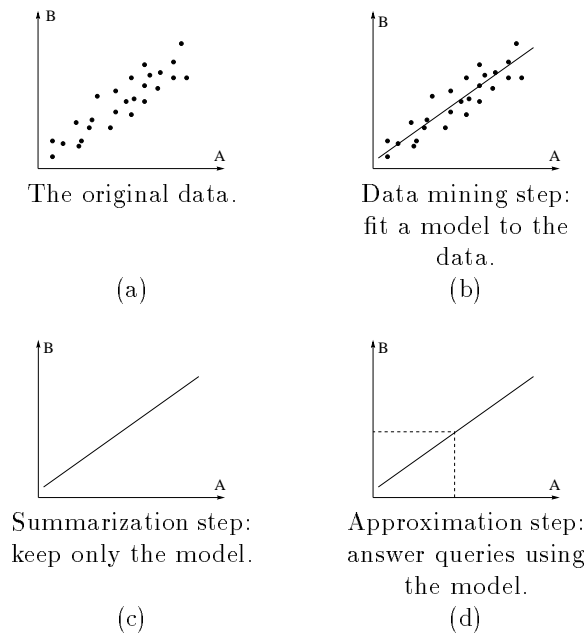 B
A
The original data.
(a)
B
A
Data mining step:
fit a model to the
data.
(b)
B
A
Summarization step:
keep only the model.
(c)
B
A
Approximation step:
answer queries using
the model.
(d)